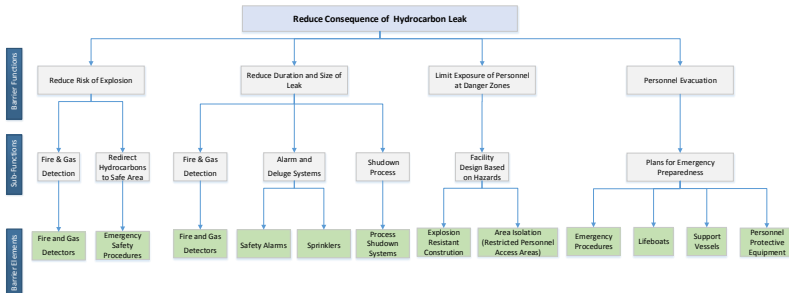 Reduce Consequence of Hydrocarbon Leak
Barrier Functions
Reduce Risk of Explosion
Reduce Duration and Size of
Leak
Limit Exposure of Personnel
at Danger Zones
Personnel Evacuation
Sub-Functions
Fire & Gas
Detection
Redirect
Hydrocarbons
to Safe Area
Fire & Gas
Detection
Alarm and
Deluge Systems
Shudown
Process
Facility
Design Based
on Hazards
Plans for Emergency
Preparedness
Barrier Elements
Fire and Gas
Detectors
Emergency
Safety
Procedures
Fire and Gas
Detectors
Safety Alarms
Sprinklers
Process
Shudown
Systems
Explosion
Resistant
Constrution
Area Isolation
(Restricted Personnel
Access Areas)
Emergency
Procedures
Lifeboats
Support
Vessels
Personnel
Protective
Equipment